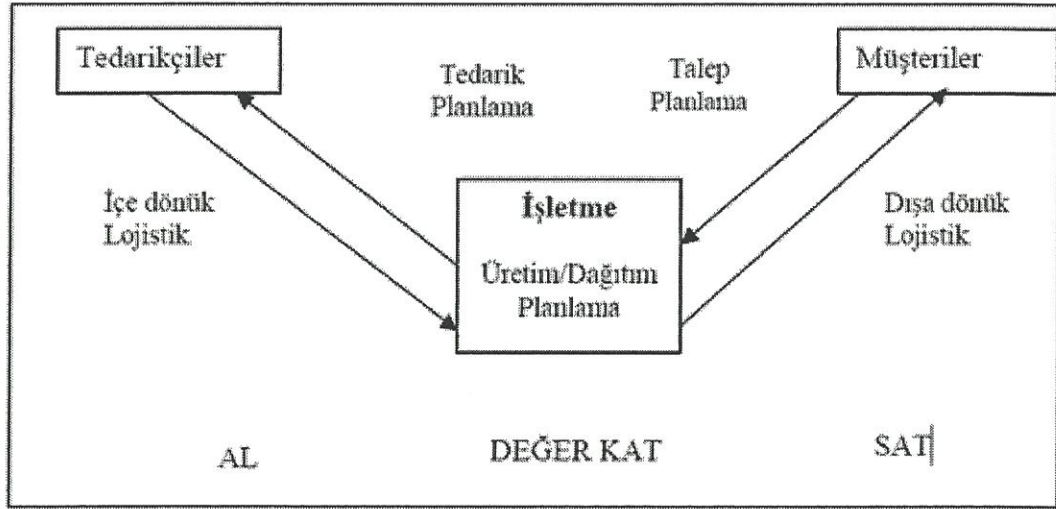 Tedarikçiler
Tedarik
Planlama
Talep
Planlama
Müşteriler
İçe dönük
Lojistik
İşletme
Üretim/Dağıtım
Planlama
Dışa dönük
Lojistik
AL
DEĞER KAT
SAT